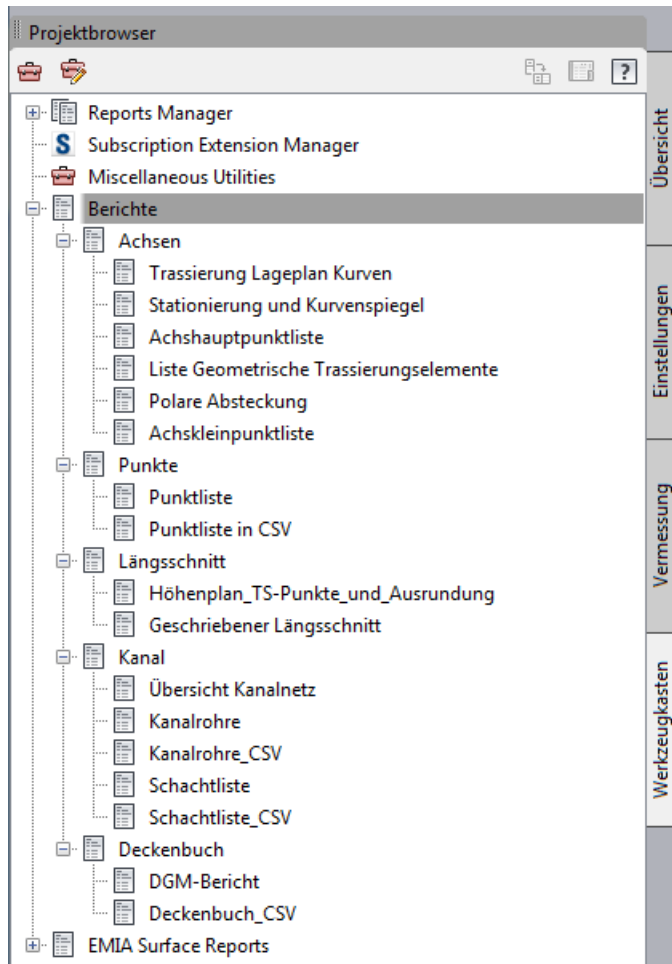 Projektbrowser
?
Reports Manager
S Subscription Extension Manager
Miscellaneous Utilities
Berichte
Achsen
Trassierung Lageplan Kurven
Stationierung und Kurvenspiegel
Achshauptpunktliste
Liste Geometrische Trassierungselemente
Polare Absteckung
Achskleinpunktliste
Punkte
Punktliste
Punktliste in CSV
Längsschnitt
Höhenplan_TS-Punkte_und_Ausrundung
Geschriebener Längsschnitt
Kanal
Übersicht Kanalnetz
Kanalrohre
Kanalrohre_CSV
Schachtliste
Schachtliste_CSV
Deckenbuch
DGM-Bericht
Deckenbuch_CSV
EMIA Surface Reports
Übersicht
Einstellungen
Vermessung
Werkzeugkasten